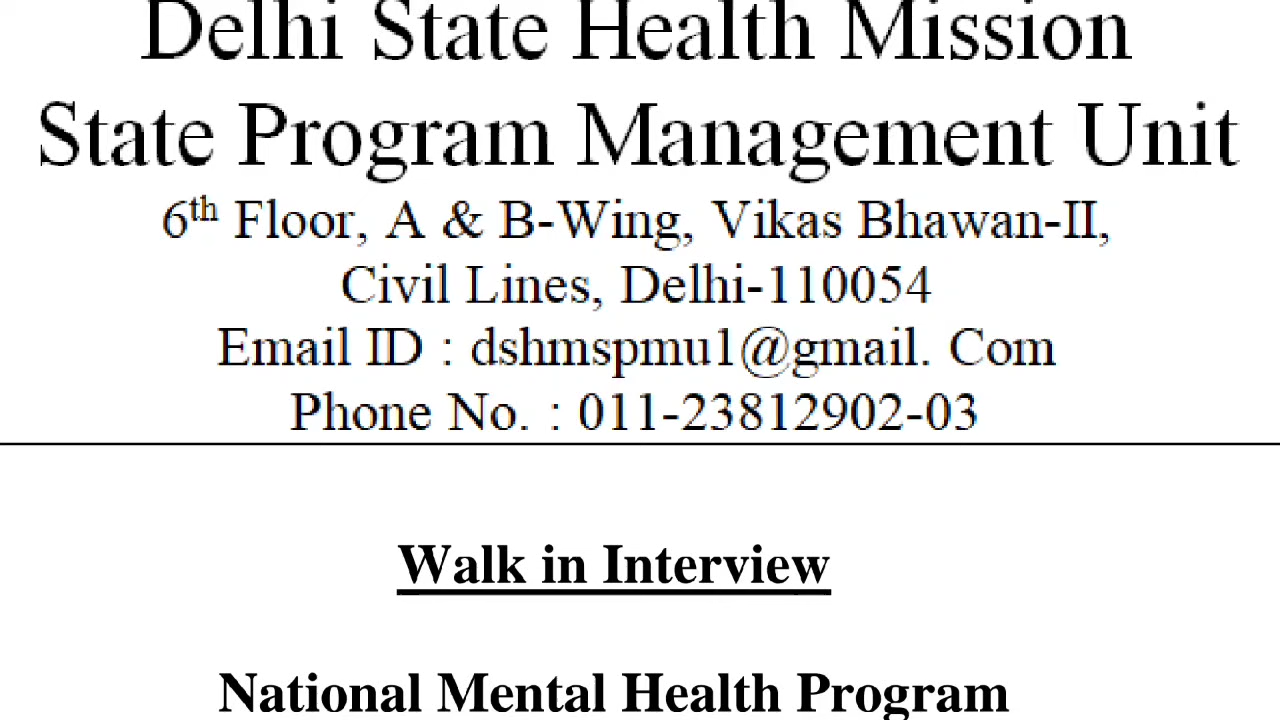 Delhi State Health Mission
State Program Management Unit
6th Floor, A & B-Wing, Vikas Bhawan-II,
Civil Lines, Delhi-110054
Email ID : dshmspmu1@gmail. Com
Phone No. : 011-23812902-03
Walk in Interview
National Mental Health Program